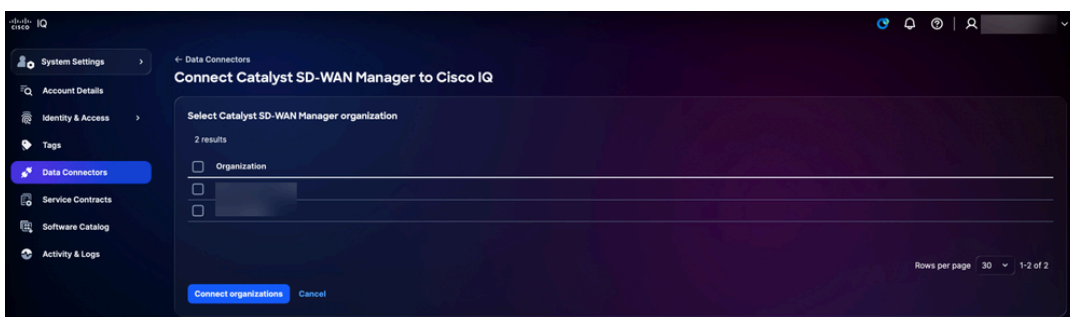 cisco IQ
System Settings
Account Details
Identity & Access
Tags
Data Connectors
Service Contracts
Software Catalog
Activity & Logs
← Data Connectors
Connect Catalyst SD-WAN Manager to Cisco IQ
Select Catalyst SD-WAN Manager organization
2 results
Organization
Rows per page 30 1-2 of 2
Connect organizations Cancel